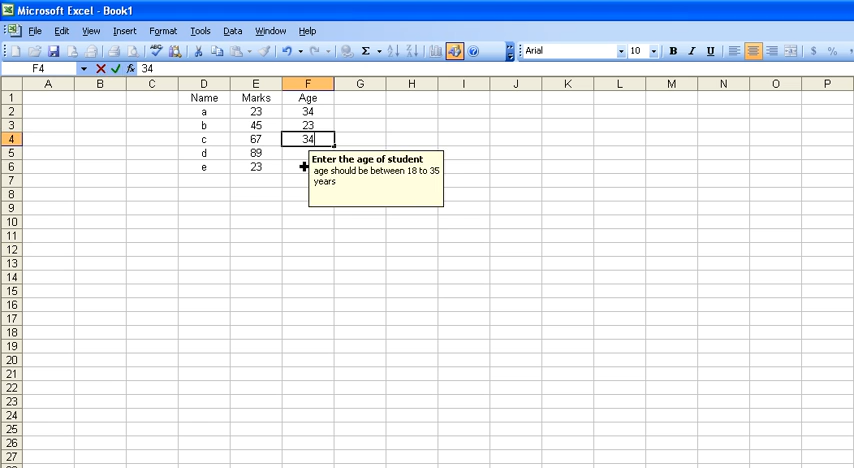 Microsoft Excel - Book1
File Edit View Insert Format Tools Data Window Help
Arial 10 B I U $ %
F4 fx 34
A B C D E F G H I J K L M N O P
1 Name Marks Age
2 a 23 34
3 b 45 23
4 c 67 34
5 d 89
6 e 23
Enter the age of student
age should be between 18 to 35
years
7
8
9
10
11
12
13
14
15
16
17
18
19
20
21
22
23
24
25
26
27